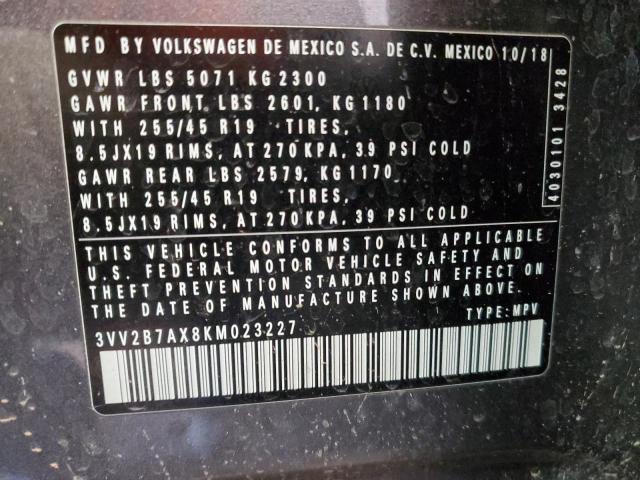 MFD BY VOLKSWAGEN DE MEXICO S.A. DE C.V. MEXICO 10/18
GVWR LBS 5071 KG 2300
GAWR FRONT LBS 2601, KG 1180
WITH 255/45 R19 TIRES,
8.5JX19 RIMS, AT 270 KPA, 39 PSI COLD
GAWR REAR LBS 2579, KG 1170,
WITH 255/45 R19 TIRES,
8.5JX19 RIMS, AT 270 KPA, 39 PSI COLD
4030101 3428
THIS VEHICLE CONFORMS TO ALL APPLICABLE
U.S. FEDERAL MOTOR VEHICLE SAFETY AND
THEFT PREVENTION STANDARDS IN EFFECT ON
THE DATE OF MANUFACTURE SHOWN ABOVE.
3VV2B7AX8KM023227 TYPE: MPV